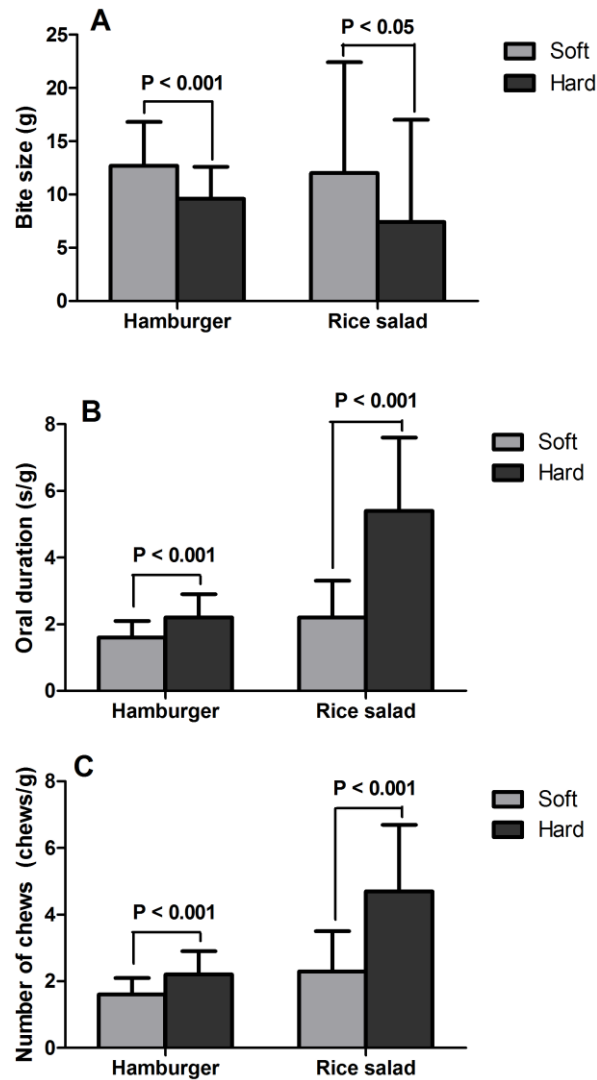 A
P < 0.001
P < 0.05
Soft
Hard
Bite size (g)
25
20
15
10
5
0
Hamburger
Rice salad
B
P < 0.001
P < 0.001
Soft
Hard
Oral duration (s/g)
8
6
4
2
0
Hamburger
Rice salad
C
P < 0.001
P < 0.001
Soft
Hard
Number of chews (chews/g)
8
6
4
2
0
Hamburger
Rice salad